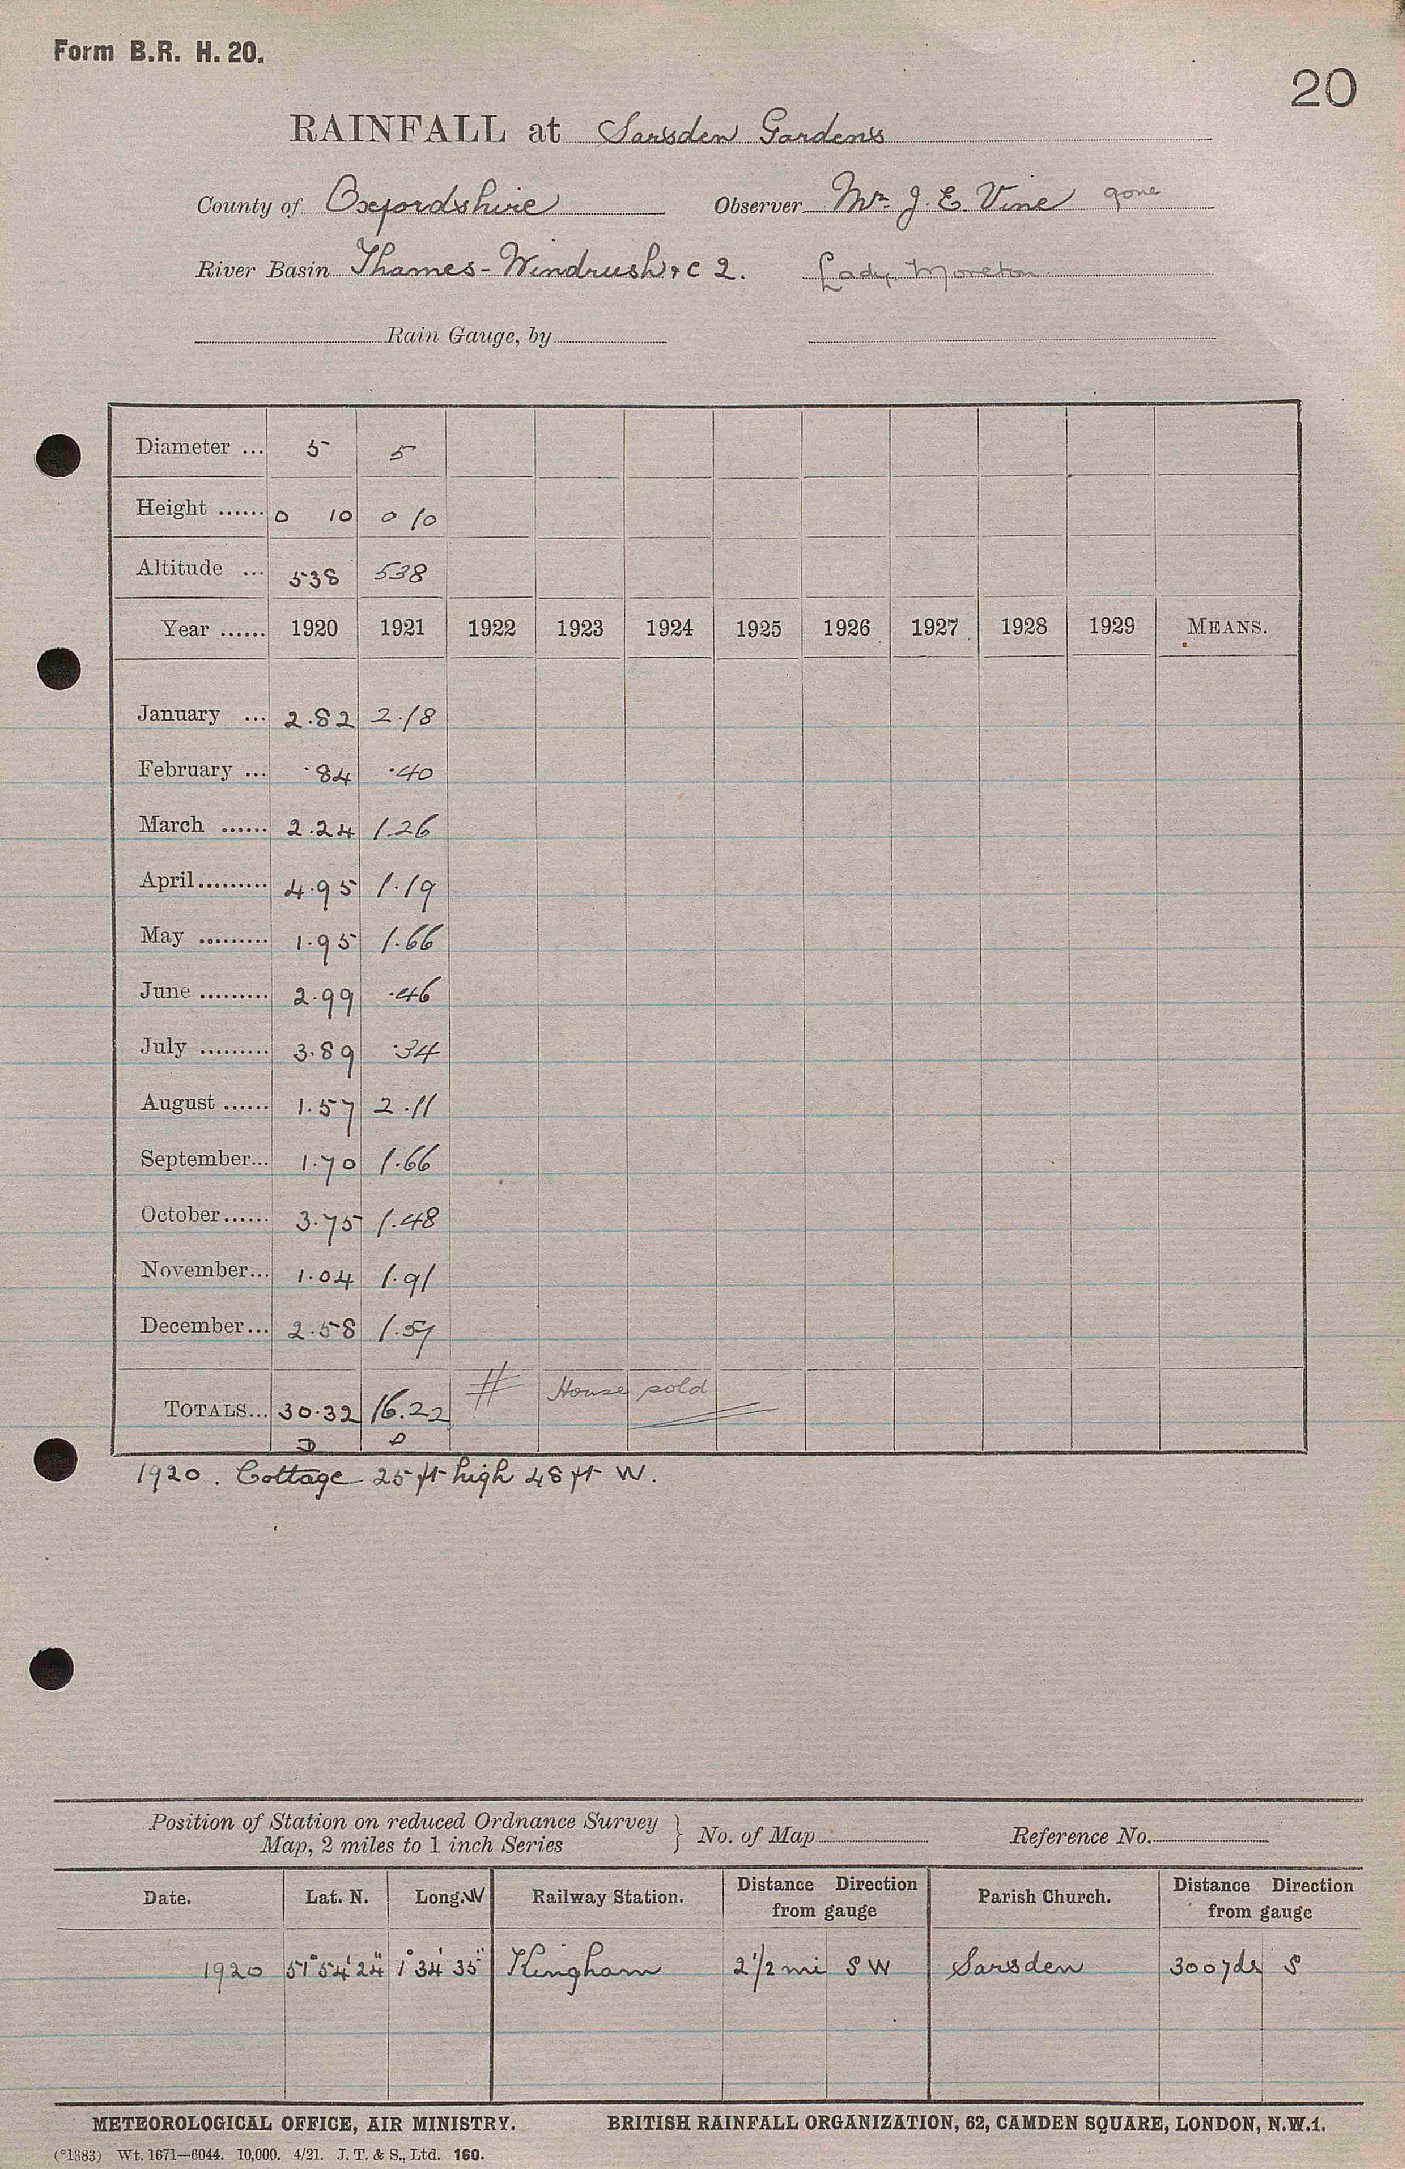 Form B.R. H. 20.
20
RAINFALL at Sarsden Gardens
County of Oxfordshire Observer Mr. J. E. Vine gone
River Basin Thames - Windrush & C 2. Lady Moreton
Rain Gauge, by
Diameter ... 5 5
Height ...... 0 10 0 10
Altitude ... 538 538
Year ...... 1920 1921 1922 1923 1924 1925 1926 1927 1928 1929 MEANS.
January ... 2.82 2.18
February ... .84 .40
March ...... 2.24 1.26
April......... 4.95 1.19
May ......... 1.95 1.66
June ......... 2.99 .46
July ......... 3.89 .34
August ...... 1.57 2.11
September... 1.70 1.66
October...... 3.75 1.48
November... 1.04 1.91
December... 2.58 1.57
# House sold
TOTALS... 30.32 16.22
D D
1920. Cottage 25 ft high 48 ft W.
Position of Station on reduced Ordnance Survey
Map, 2 miles to 1 inch Series } No. of Map Reference No.
Date. Lat. N. Long. W Railway Station. Distance Direction from gauge Parish Church. Distance Direction from gauge
1920 51° 54' 24" 1° 34' 35" Kingham 2 1/2 mi S W Sarsden 300 yds S
METEOROLOGICAL OFFICE, AIR MINISTRY. BRITISH RAINFALL ORGANIZATION, 62, CAMDEN SQUARE, LONDON, N.W.1.
(*1383) Wt. 1671—6044. 10,000. 4/21. J. T. & S., Ltd. 160.